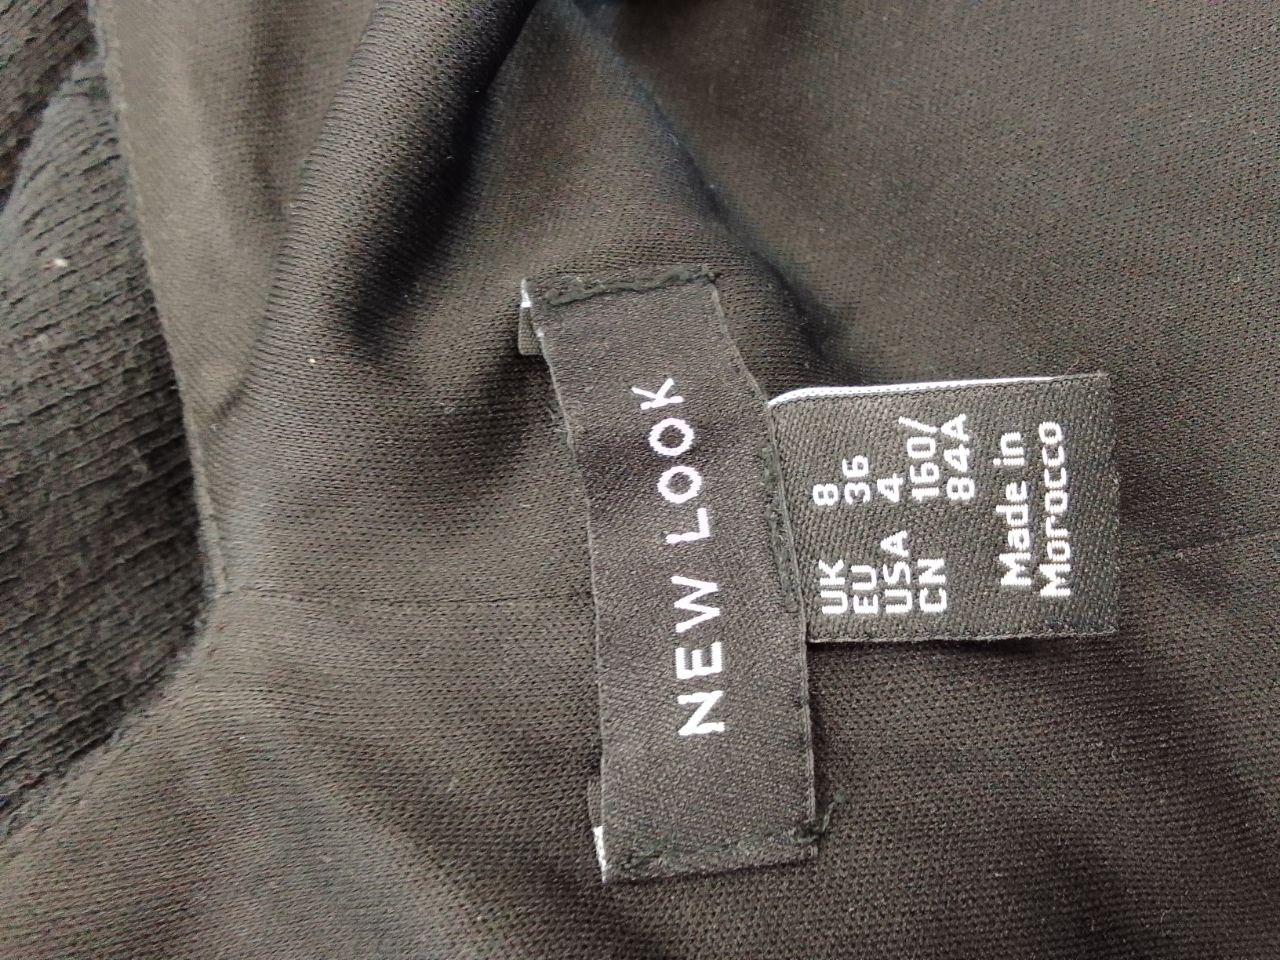 NEW LOOK
UK 8
EU 36
USA 4
CN 160/
84A
Made in
Morocco